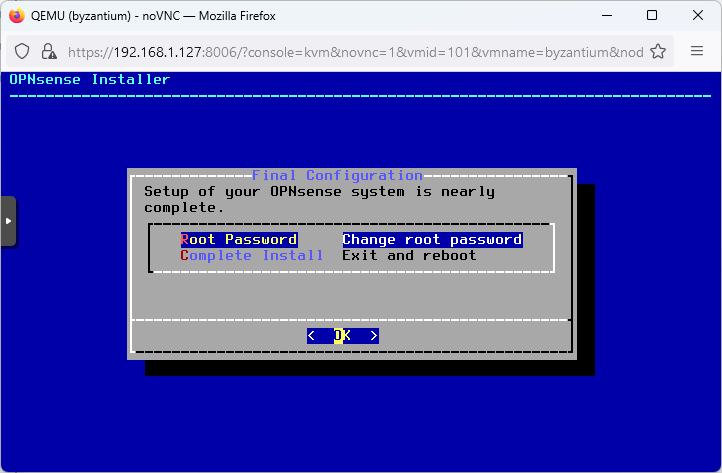 QEMU (byzantium) - noVNC — Mozilla Firefox
https://192.168.1.127:8006/?console=kvm&novnc=1&vmid=101&vmname=byzantium&nod
OPNsense Installer
Final Configuration
Setup of your OPNsense system is nearly
complete.
Root Password Change root password
Complete Install Exit and reboot
< OK >